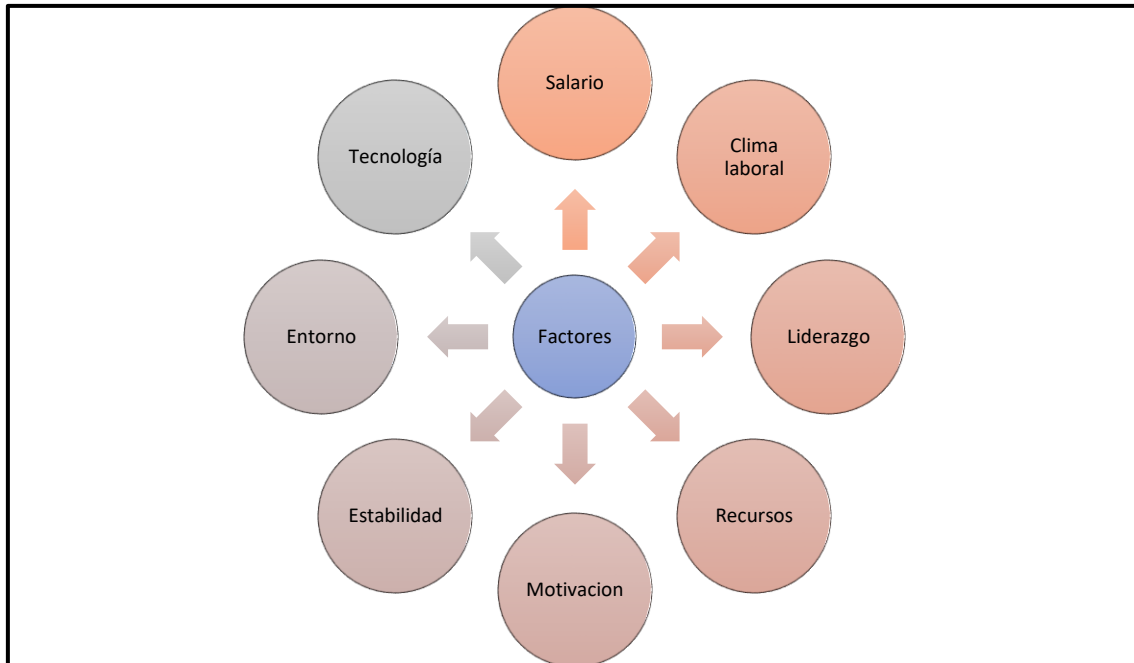 Salario
Clima
laboral
Tecnología
Entorno
Factores
Liderazgo
Estabilidad
Recursos
Motivacion